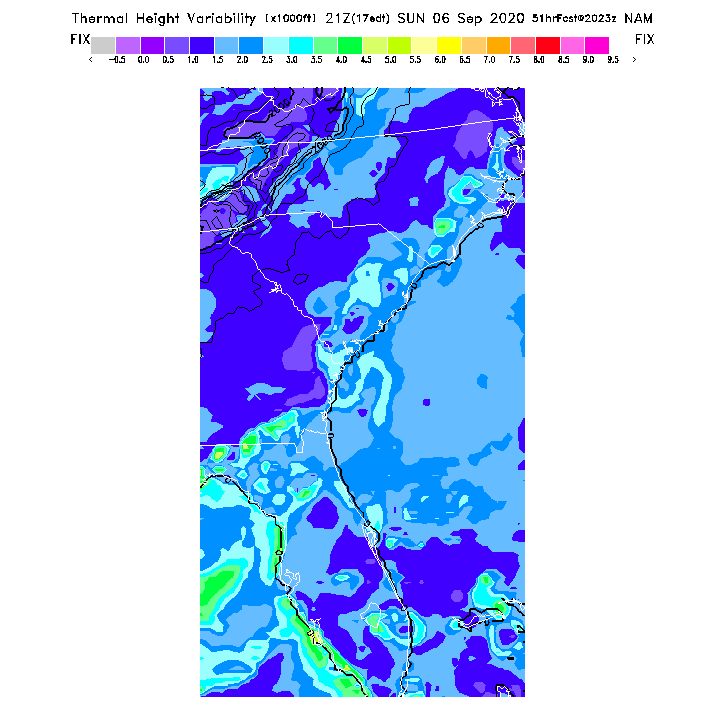 Thermal Height Variability [x1000ft] 21Z(17edt) SUN 06 Sep 2020 51hrFcst@2023z NAM
FIX FIX
< -0.5 0.0 0.5 1.0 1.5 2.0 2.5 3.0 3.5 4.0 4.5 5.0 5.5 6.0 6.5 7.0 7.5 8.0 8.5 9.0 9.5 >